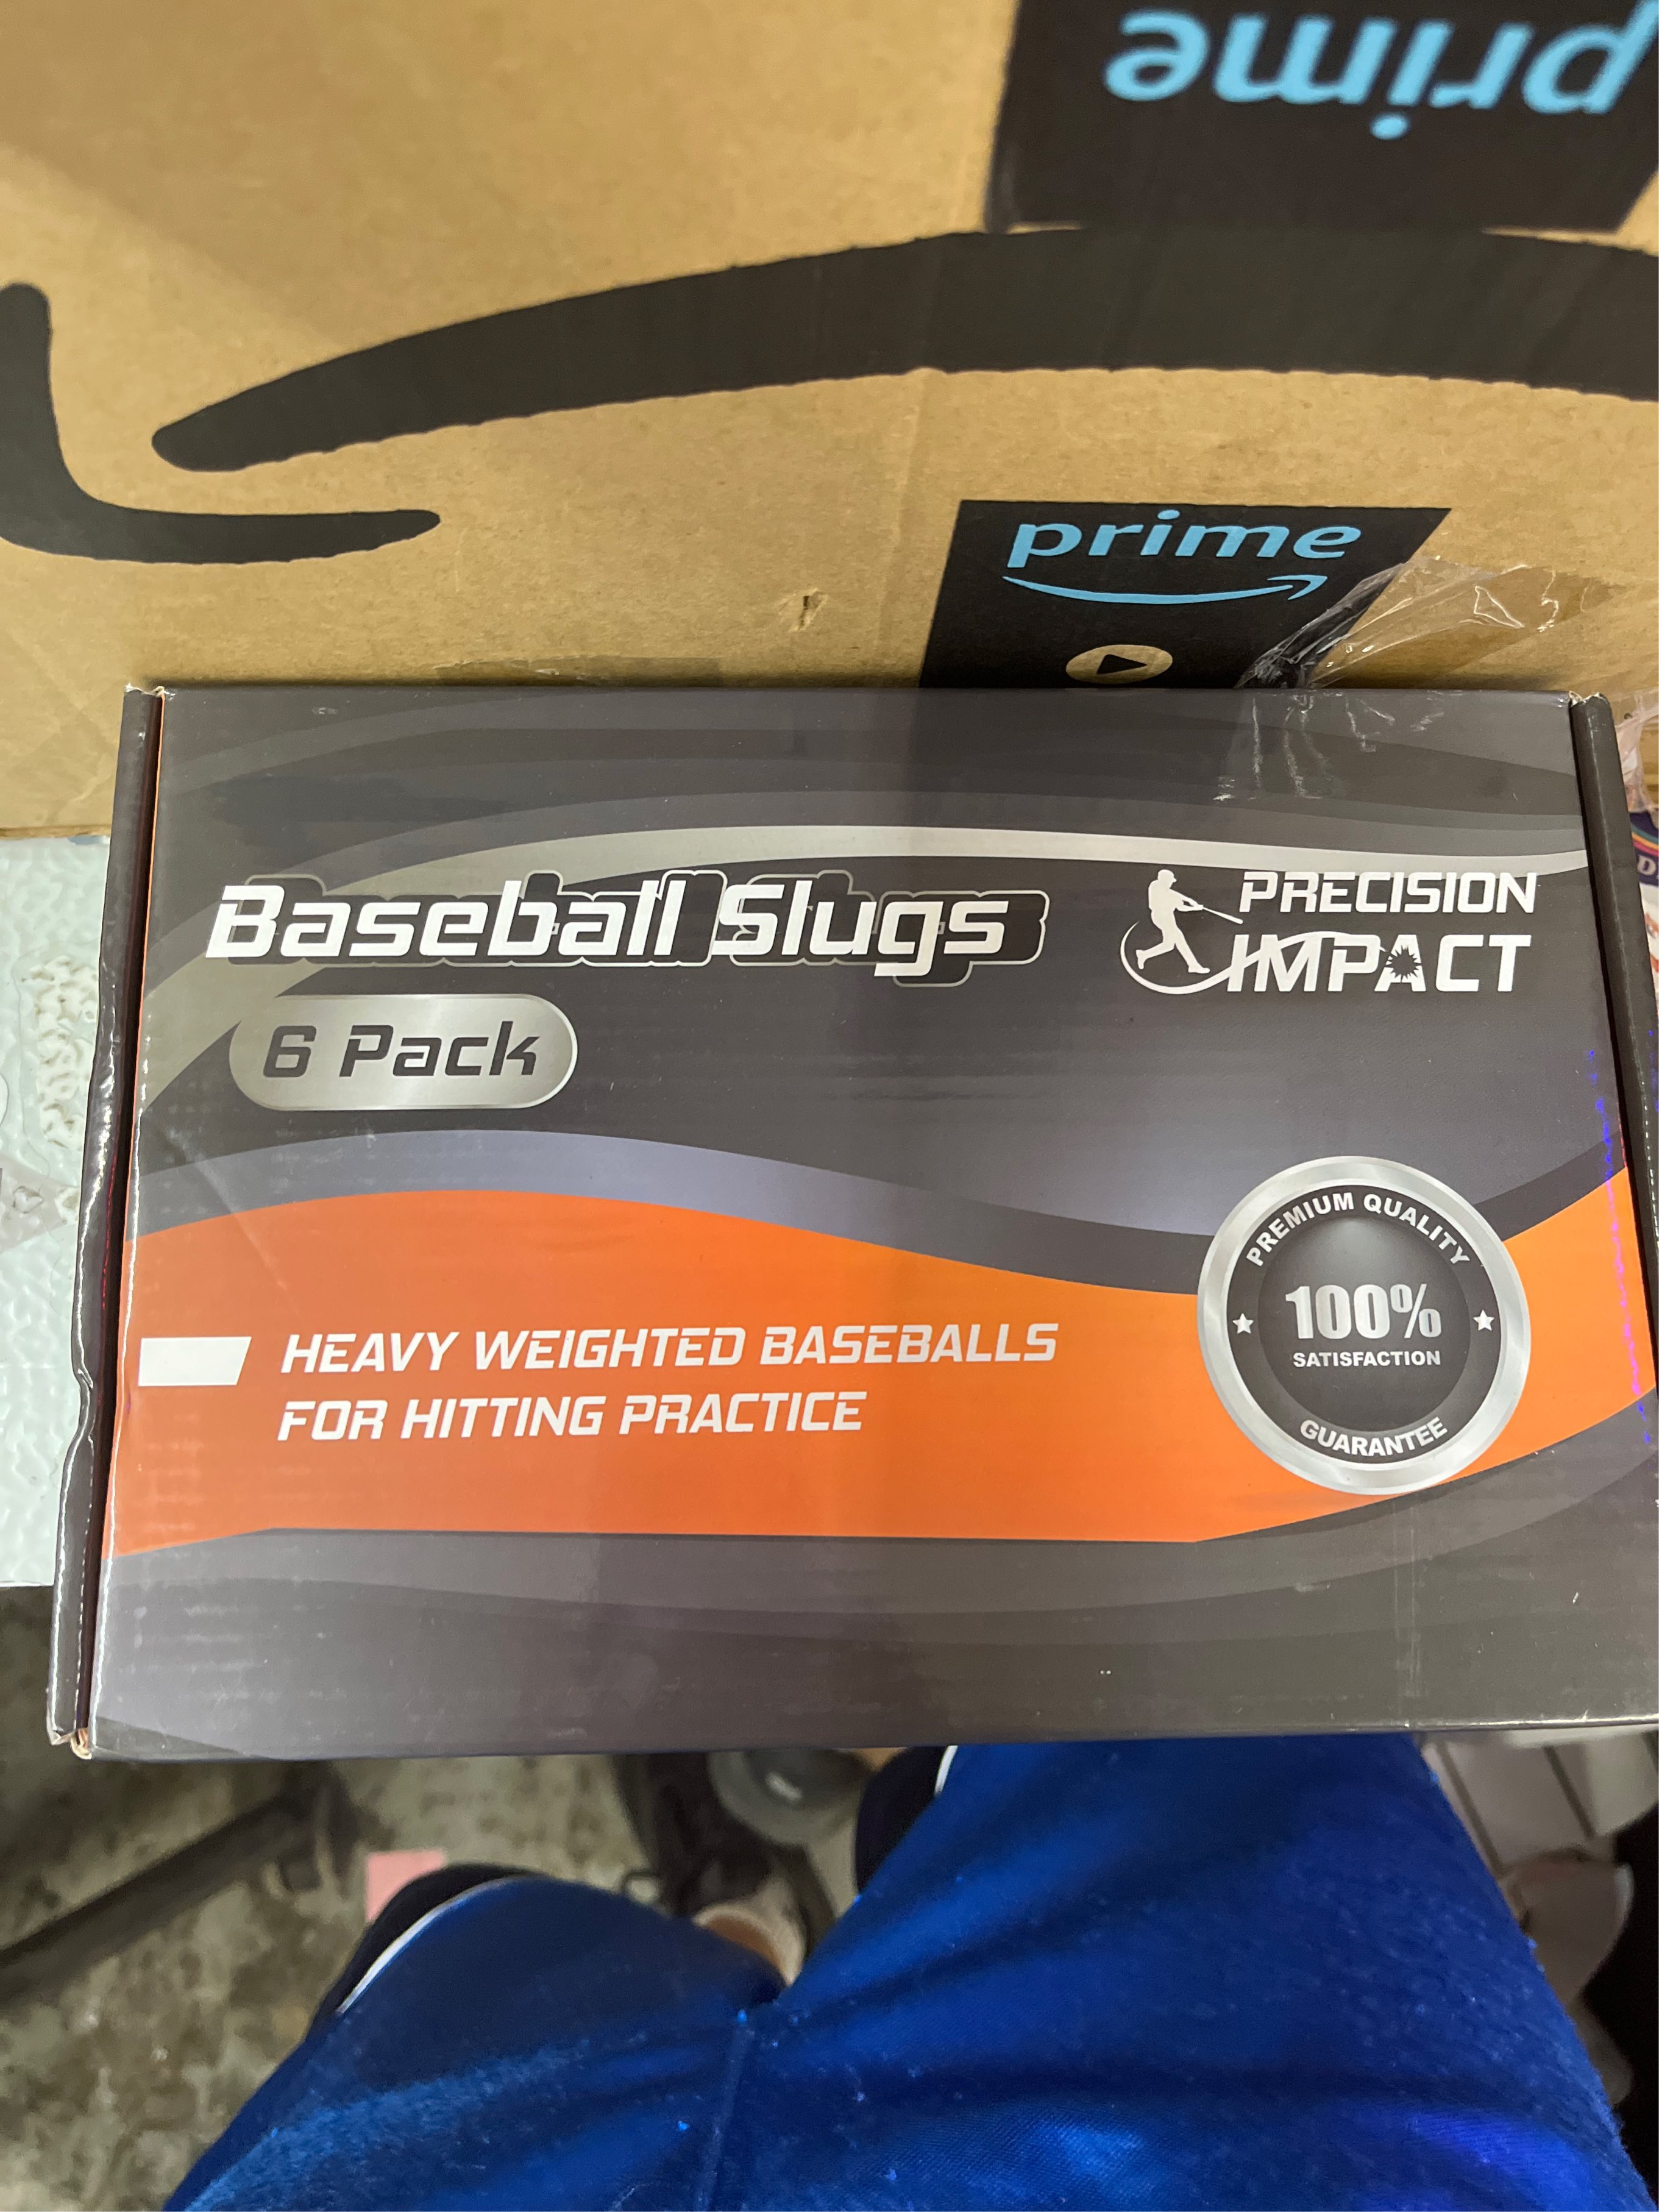 prime
prime
Baseball Slugs
PRECISION
IMPACT
6 Pack
PREMIUM QUALITY
100%
SATISFACTION
GUARANTEE
HEAVY WEIGHTED BASEBALLS
FOR HITTING PRACTICE